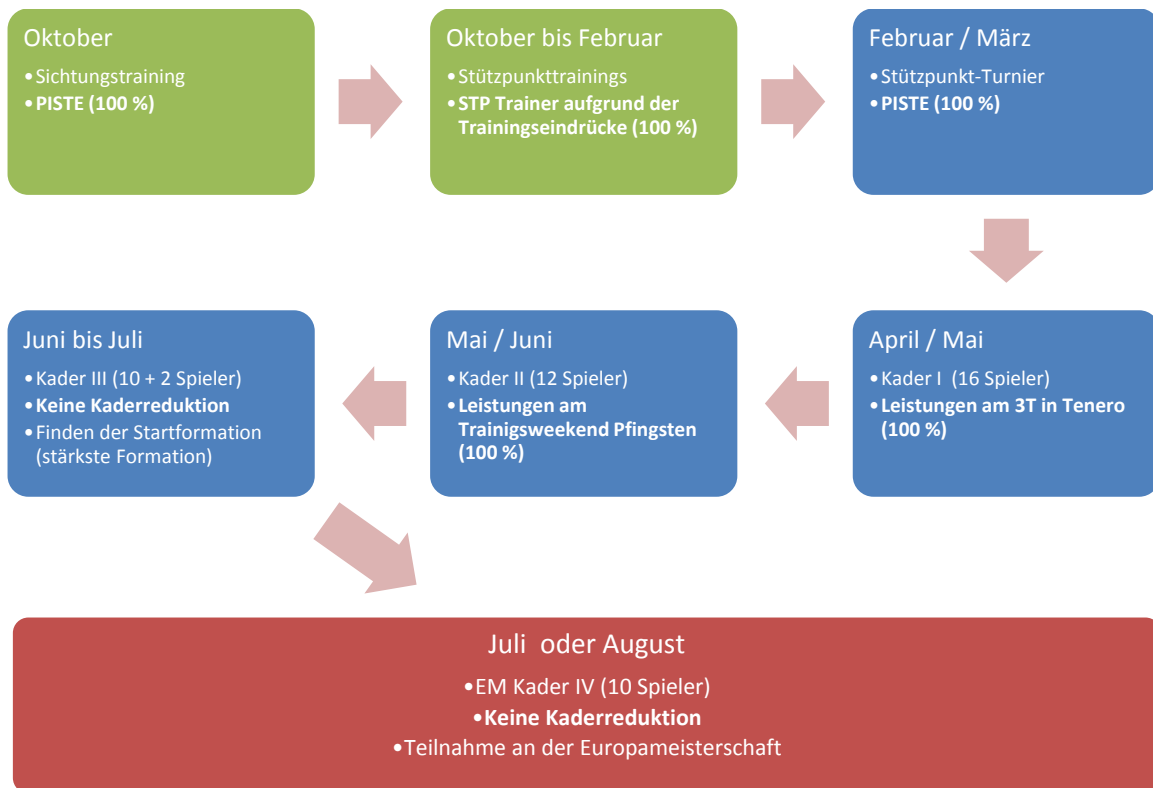 Oktober
•Sichtungstraining
•PISTE (100 %)
Oktober bis Februar
•Stützpunkttrainings
•STP Trainer aufgrund der
Trainingseindrücke (100 %)
Februar / März
•Stützpunkt-Turnier
•PISTE (100 %)
April / Mai
•Kader I (16 Spieler)
•Leistungen am 3T in Tenero
(100 %)
Mai / Juni
•Kader II (12 Spieler)
•Leistungen am
Trainigsweekend Pfingsten
(100 %)
Juni bis Juli
•Kader III (10 + 2 Spieler)
•Keine Kaderreduktion
•Finden der Startformation
(stärkste Formation)
Juli oder August
•EM Kader IV (10 Spieler)
•Keine Kaderreduktion
•Teilnahme an der Europameisterschaft